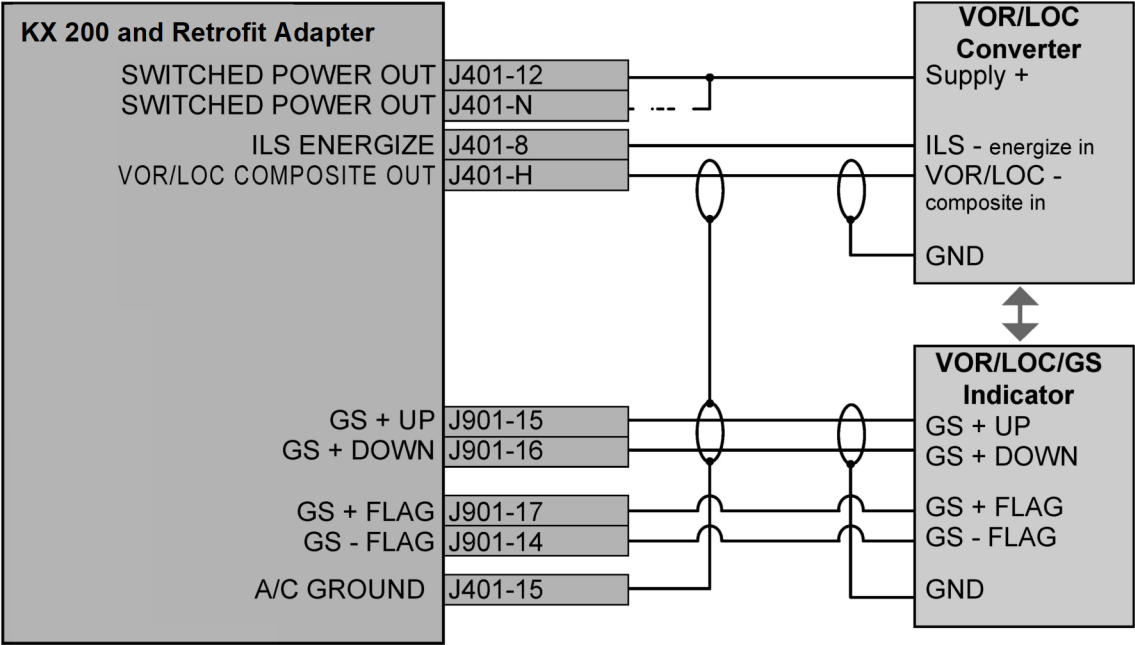 KX 200 and Retrofit Adapter
SWITCHED POWER OUT J401-12
SWITCHED POWER OUT J401-N
ILS ENERGIZE J401-8
VOR/LOC COMPOSITE OUT J401-H
GS + UP J901-15
GS + DOWN J901-16
GS + FLAG J901-17
GS - FLAG J901-14
A/C GROUND J401-15
VOR/LOC
Converter
Supply +
ILS - energize in
VOR/LOC -
composite in
GND
VOR/LOC/GS
Indicator
GS + UP
GS + DOWN
GS + FLAG
GS - FLAG
GND